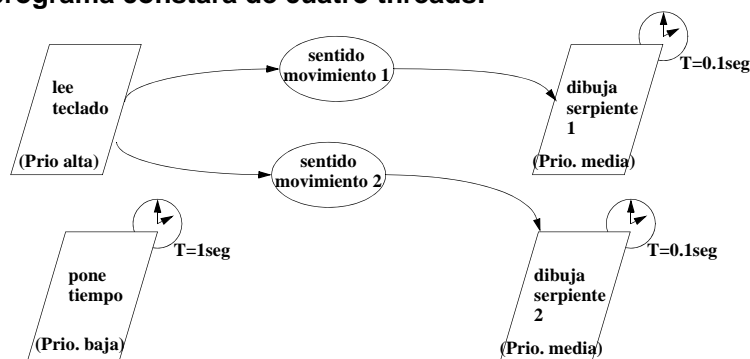 programa constará de cuatro threads:
lee
teclado
(Prio alta)
sentido
movimiento 1
dibuja
serpiente
1
(Prio. media)
T=0.1seg
sentido
movimiento 2
pone
tiempo
(Prio. baja)
T=1seg
dibuja
serpiente
2
(Prio. media)
T=0.1seg